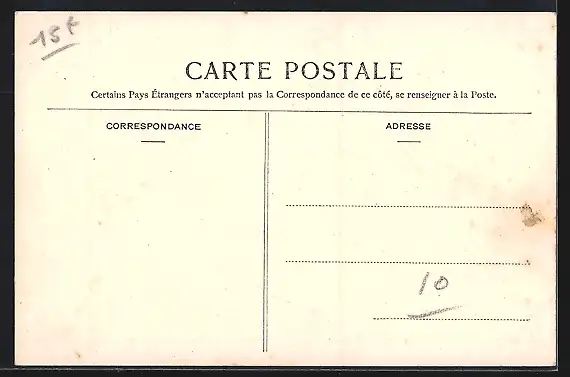 15f
CARTE POSTALE
Certains Pays Étrangers n'acceptant pas la Correspondance de ce côté, se renseigner à la Poste.
CORRESPONDANCE
ADRESSE
10